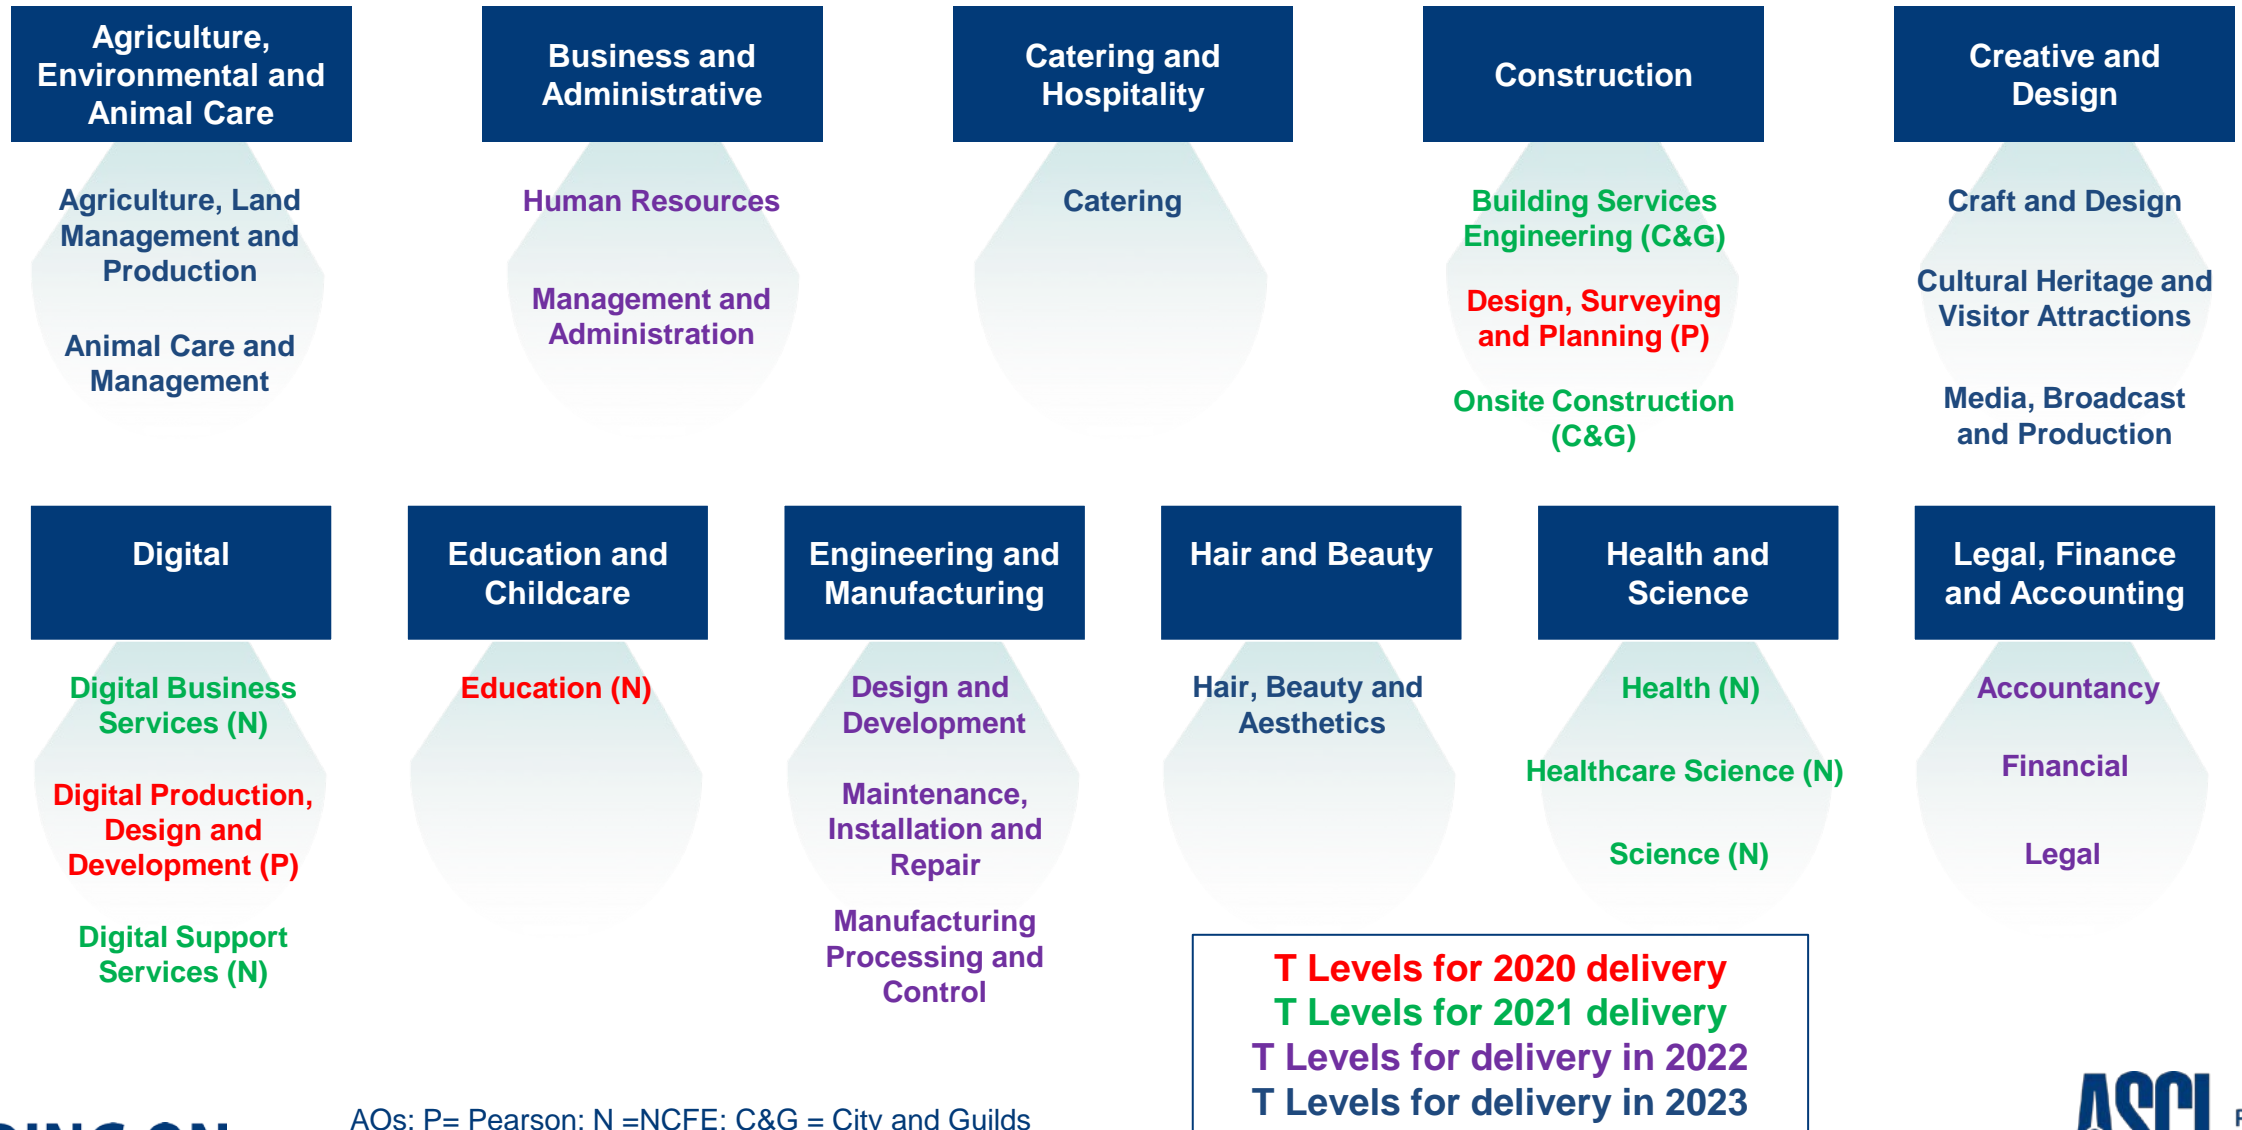 Agriculture,
Environmental and
Animal Care
Business and
Administrative
Catering and
Hospitality
Construction
Creative and
Design
Agriculture, Land
Management and
Production
Animal Care and
Management
Human Resources
Management and
Administration
Catering
Building Services
Engineering (C&G)
Design, Surveying
and Planning (P)
Onsite Construction
(C&G)
Craft and Design
Cultural Heritage and
Visitor Attractions
Media, Broadcast
and Production
Digital
Education and
Childcare
Engineering and
Manufacturing
Hair and Beauty
Health and
Science
Legal, Finance
and Accounting
Digital Business
Services (N)
Digital Production,
Design and
Development (P)
Digital Support
Services (N)
Education (N)
Design and
Development
Maintenance,
Installation and
Repair
Manufacturing
Processing and
Control
Hair, Beauty and
Aesthetics
Health (N)
Healthcare Science (N)
Science (N)
Accountancy
Financial
Legal
T Levels for 2020 delivery
T Levels for 2021 delivery
T Levels for delivery in 2022
T Levels for delivery in 2023
AOs: P= Pearson; N =NCFE; C&G = City and Guilds
ASCL